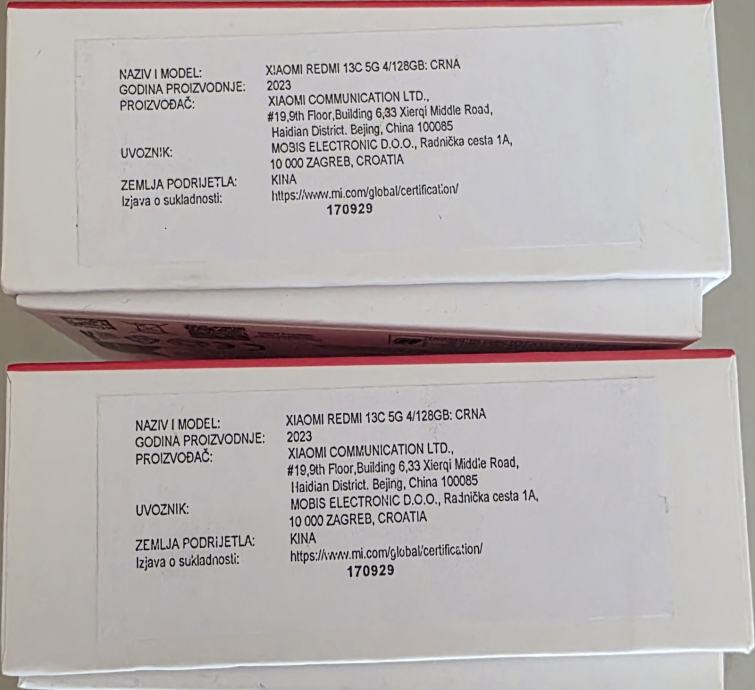 NAZIV I MODEL: XIAOMI REDMI 13C 5G 4/128GB: CRNA
GODINA PROIZVODNJE: 2023
PROIZVOĐAČ: XIAOMI COMMUNICATION LTD.,
#19,9th Floor,Building 6,33 Xierqi Middle Road,
Haidian District. Bejing, China 100085
UVOZNIK: MOBIS ELECTRONIC D.O.O., Radnička cesta 1A,
10 000 ZAGREB, CROATIA
ZEMLJA PODRIJETLA: KINA
Izjava o sukladnosti: https://www.mi.com/global/certification/
170929
NAZIV I MODEL: XIAOMI REDMI 13C 5G 4/128GB: CRNA
GODINA PROIZVODNJE: 2023
PROIZVOĐAČ: XIAOMI COMMUNICATION LTD.,
#19,9th Floor,Building 6,33 Xierqi Middle Road,
Haidian District. Bejing, China 100085
UVOZNIK: MOBIS ELECTRONIC D.O.O., Radnička cesta 1A,
10 000 ZAGREB, CROATIA
ZEMLJA PODRIJETLA: KINA
Izjava o sukladnosti: https://www.mi.com/global/certification/
170929